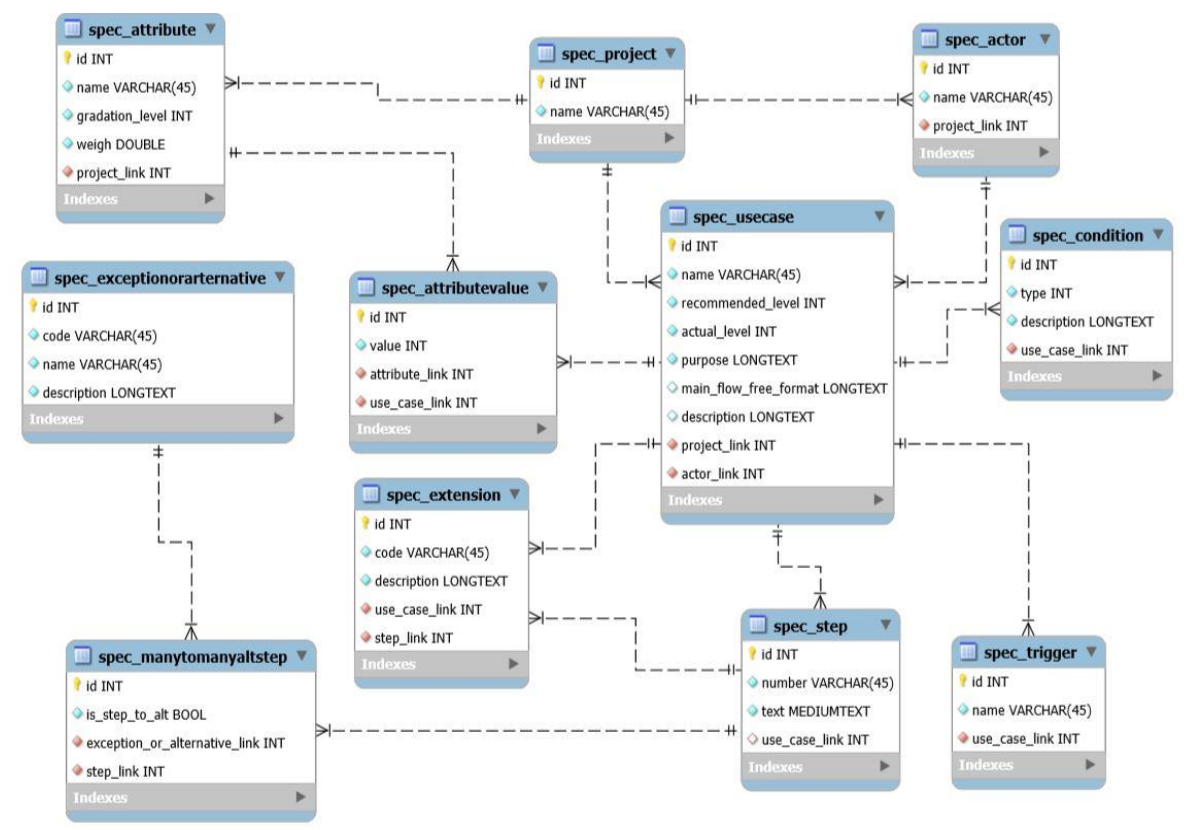 spec_attribute
id INT
name VARCHAR(45)
gradation_level INT
weigh DOUBLE
project_link INT
Indexes
spec_project
id INT
name VARCHAR(45)
Indexes
spec_actor
id INT
name VARCHAR(45)
project_link INT
Indexes
spec_exceptionorarternative
id INT
code VARCHAR(45)
name VARCHAR(45)
description LONGTEXT
Indexes
spec_attributevalue
id INT
value INT
attribute_link INT
use_case_link INT
Indexes
spec_usecase
id INT
name VARCHAR(45)
recommended_level INT
actual_level INT
purpose LONGTEXT
main_flow_free_format LONGTEXT
description LONGTEXT
project_link INT
actor_link INT
Indexes
spec_condition
id INT
type INT
description LONGTEXT
use_case_link INT
Indexes
spec_extension
id INT
code VARCHAR(45)
description LONGTEXT
use_case_link INT
step_link INT
Indexes
spec_manytomanyaltstep
id INT
is_step_to_alt BOOL
exception_or_alternative_link INT
step_link INT
Indexes
spec_step
id INT
number VARCHAR(45)
text MEDIUMTEXT
use_case_link INT
Indexes
spec_trigger
id INT
name VARCHAR(45)
use_case_link INT
Indexes